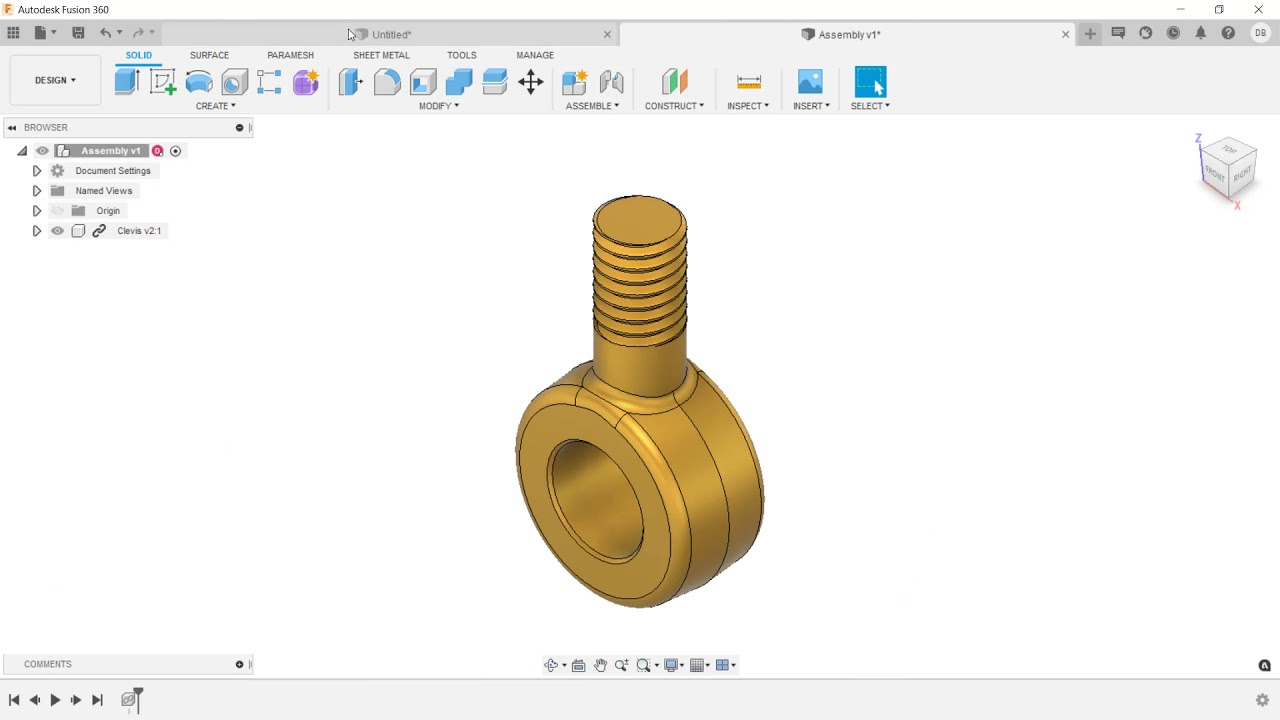 Autodesk Fusion 360
Untitled*
Assembly v1*
DB
SOLID
SURFACE
PARAMESH
SHEET METAL
TOOLS
MANAGE
DESIGN
CREATE
MODIFY
ASSEMBLE
CONSTRUCT
INSPECT
INSERT
SELECT
BROWSER
Assembly v1
Document Settings
Named Views
Origin
Clevis v2:1
Z
TOP
FRONT
RIGHT
X
COMMENTS